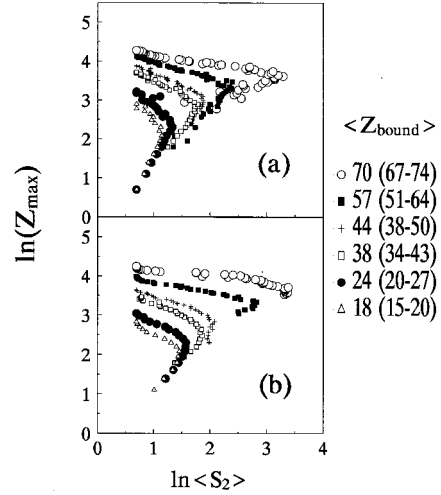 5
4
3
2
1
0
(a)
ln(Z_max)
5
4
3
2
1
0
(b)
0 1 2 3 4
ln<S_2>
<Z_bound>
○ 70 (67-74)
■ 57 (51-64)
+ 44 (38-50)
□ 38 (34-43)
● 24 (20-27)
△ 18 (15-20)